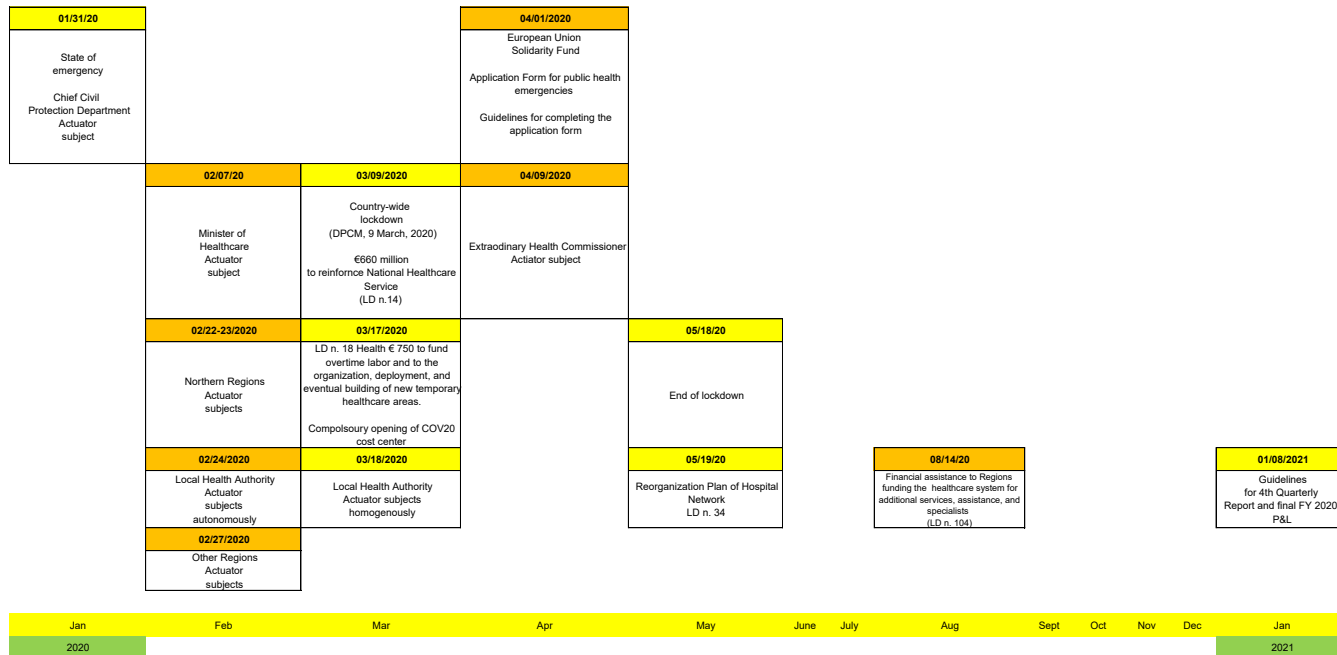 01/31/20
State of
emergency
Chief Civil
Protection Department
Actuator
subject
04/01/2020
European Union
Solidarity Fund
Application Form for public health
emergencies
Guidelines for completing the
application form
02/07/20
Minister of
Healthcare
Actuator
subject
03/09/2020
Country-wide
lockdown
(DPCM, 9 March, 2020)
€660 million
to reinfornce National Healthcare
Service
(LD n.14)
04/09/2020
Extraodinary Health Commissioner
Actiator subject
02/22-23/2020
Northern Regions
Actuator
subjects
03/17/2020
LD n. 18 Health € 750 to fund
overtime labor and to the
organization, deployment, and
eventual building of new temporary
healthcare areas.
Compolsoury opening of COV20
cost center
05/18/20
End of lockdown
02/24/2020
Local Health Authority
Actuator
subjects
autonomously
03/18/2020
Local Health Authority
Actuator subjects
homogenously
05/19/20
Reorganization Plan of Hospital
Network
LD n. 34
08/14/20
Financial assistance to Regions
funding the healthcare system for
additional services, assistance, and
specialists
(LD n. 104)
01/08/2021
Guidelines
for 4th Quarterly
Report and final FY 2020
P&L
02/27/2020
Other Regions
Actuator
subjects
Jan Feb Mar Apr May June July Aug Sept Oct Nov Dec Jan
2020 2021